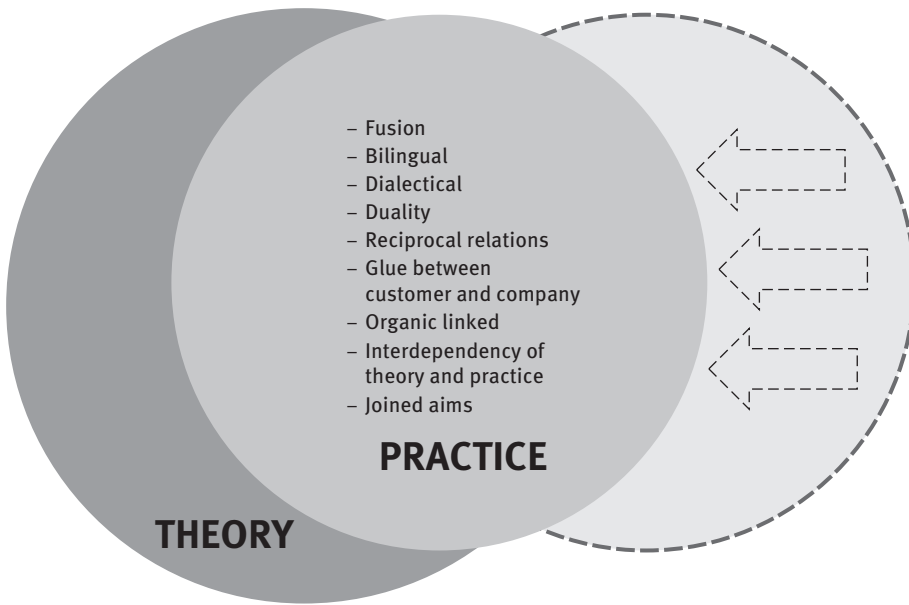 – Fusion
– Bilingual
– Dialectical
– Duality
– Reciprocal relations
– Glue between
customer and company
– Organic linked
– Interdependency of
theory and practice
– Joined aims
PRACTICE
THEORY